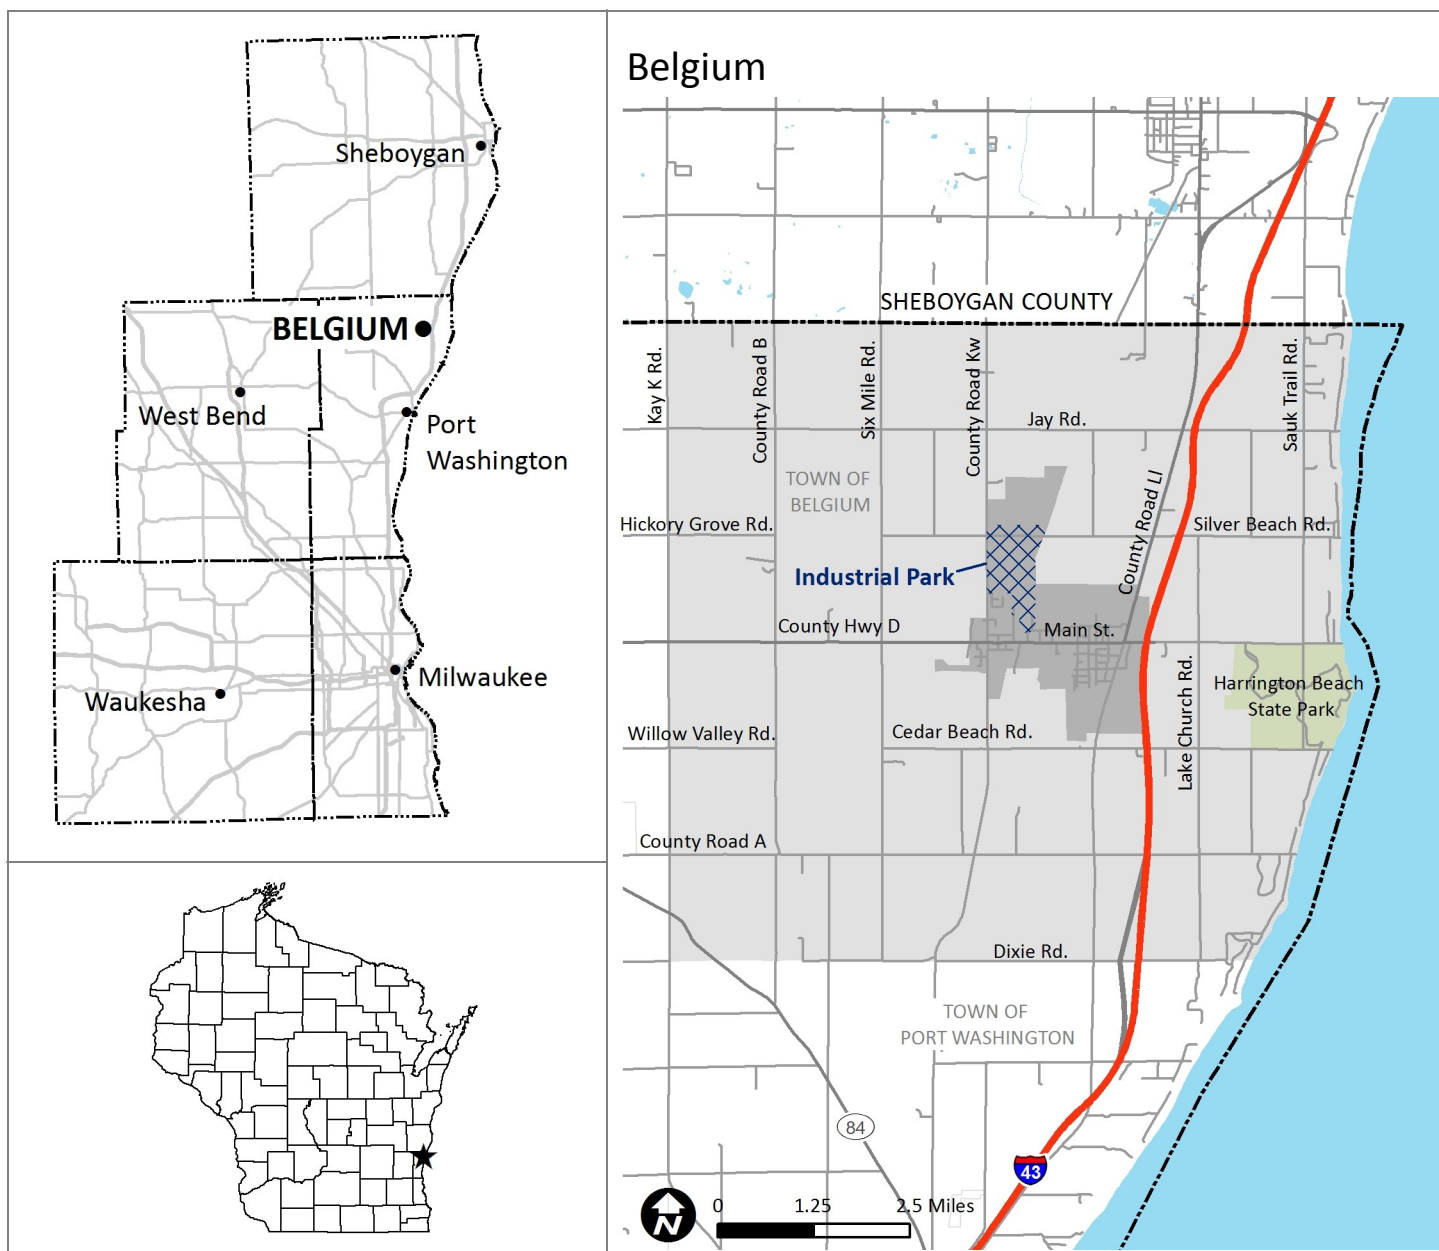 Sheboygan
BELGIUM
West Bend
Port
Washington
Milwaukee
Waukesha
Belgium
SHEBOYGAN COUNTY
Kay K Rd.
County Road B
Six Mile Rd.
County Road Kw
Sauk Trail Rd.
Jay Rd.
TOWN OF
BELGIUM
County Road Ll
Hickory Grove Rd.
Silver Beach Rd.
Industrial Park
County Hwy D
Main St.
Lake Church Rd.
Harrington Beach
State Park
Willow Valley Rd.
Cedar Beach Rd.
County Road A
Dixie Rd.
TOWN OF
PORT WASHINGTON
84
43
N
0 1.25 2.5 Miles